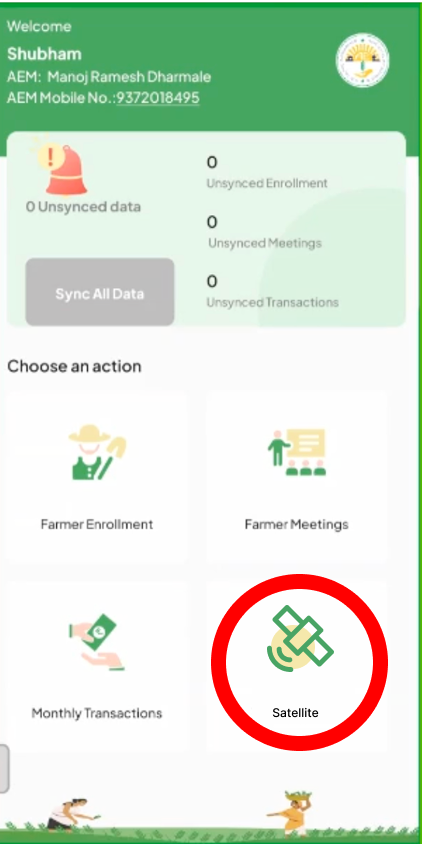 Welcome
Shubham
AEM: Manoj Ramesh Dharmale
AEM Mobile No.:9372018495
!
0 Unsynced data
Sync All Data
0
Unsynced Enrollment
0
Unsynced Meetings
0
Unsynced Transactions
Choose an action
Farmer Enrollment
Farmer Meetings
Monthly Transactions
Satellite